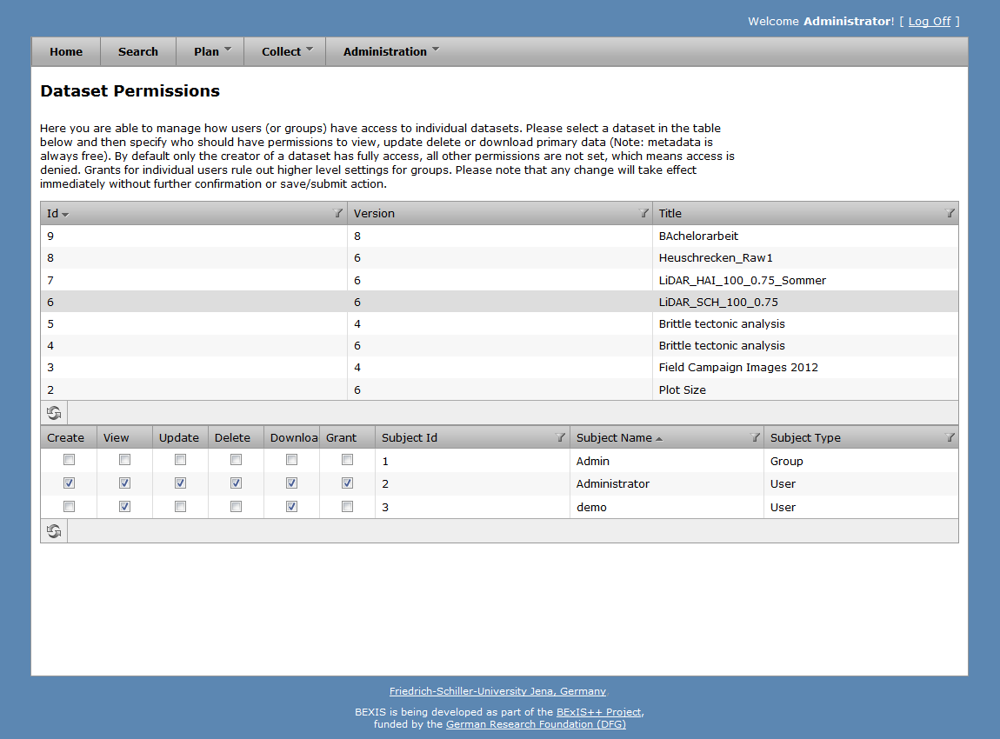 Welcome Administrator! [ Log Off ]
Home Search Plan Collect Administration
Dataset Permissions
Here you are able to manage how users (or groups) have access to individual datasets. Please select a dataset in the table
below and then specify who should have permissions to view, update delete or download primary data (Note: metadata is
always free). By default only the creator of a dataset has fully access, all other permissions are not set, which means access is
denied. Grants for individual users rule out higher level settings for groups. Please note that any change will take effect
immediately without further confirmation or save/submit action.
Id Version Title
9 8 BAchelorarbeit
8 6 Heuschrecken_Raw1
7 6 LiDAR_HAI_100_0.75_Sommer
6 6 LiDAR_SCH_100_0.75
5 4 Brittle tectonic analysis
4 6 Brittle tectonic analysis
3 4 Field Campaign Images 2012
2 6 Plot Size
Create View Update Delete Downloa Grant Subject Id Subject Name Subject Type
1 Admin Group
2 Administrator User
3 demo User
Friedrich-Schiller-University Jena, Germany
BEXIS is being developed as part of the BExIS++ Project,
funded by the German Research Foundation (DFG)